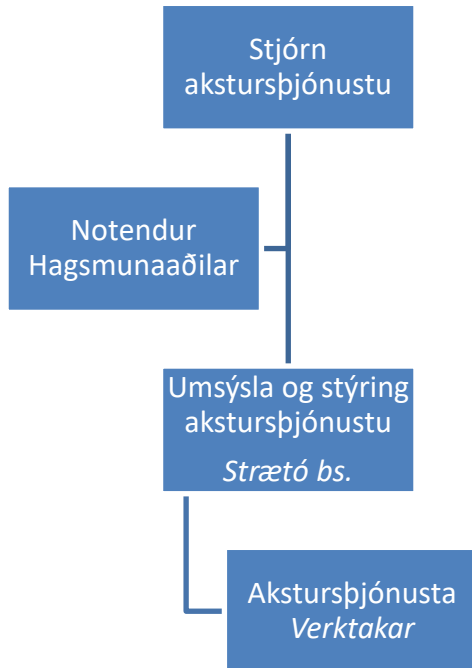 Stjórn
akstursþjónustu
Notendur
Hagsmunaaðilar
Umsýsla og stýring
akstursþjónustu
Strætó bs.
Akstursþjónusta
Verktakar